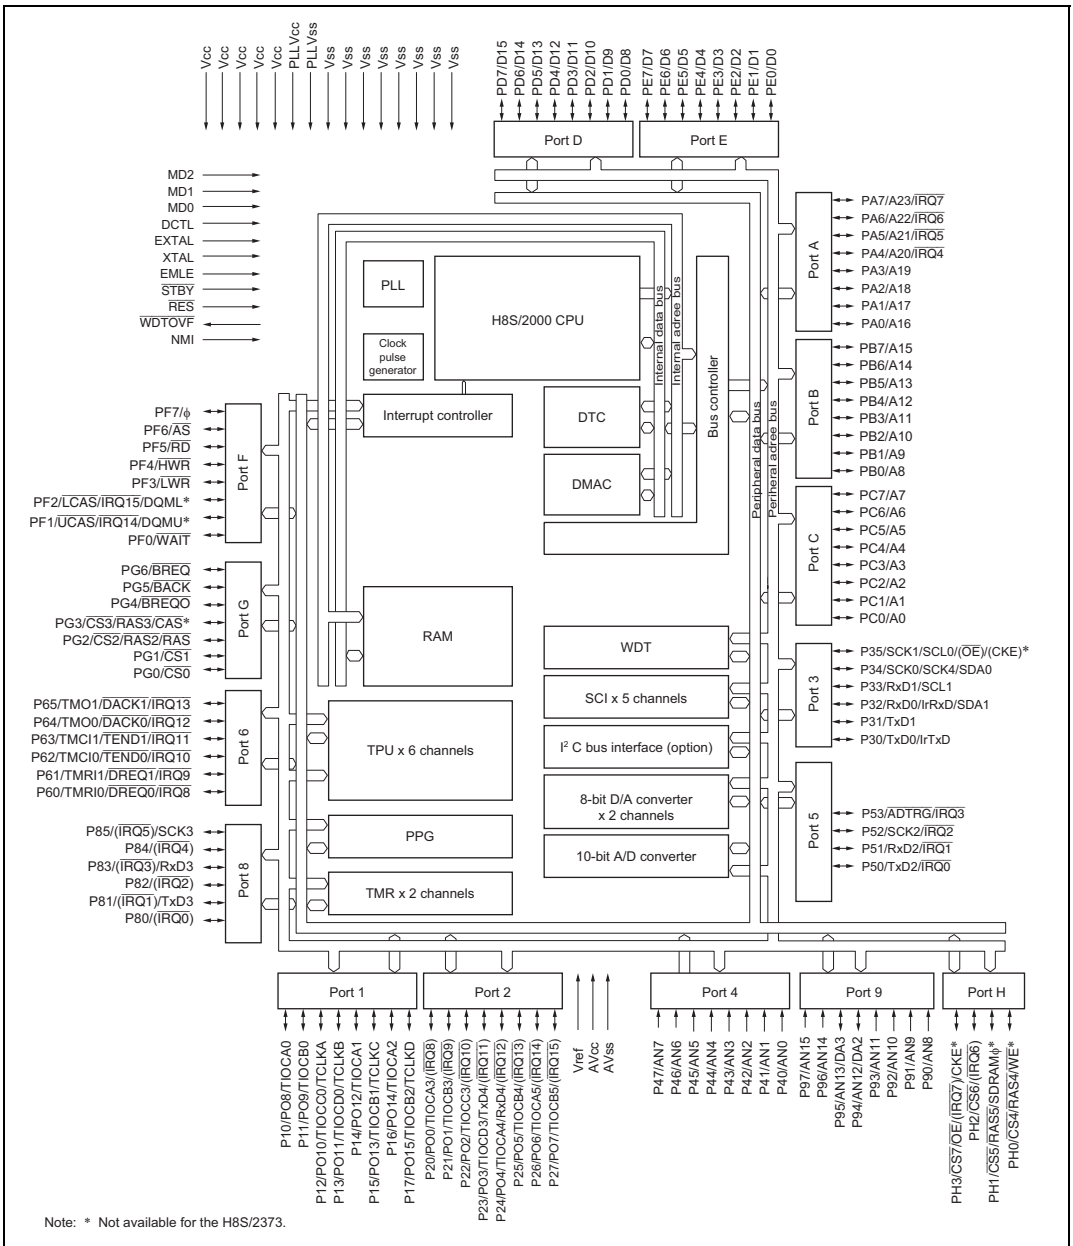 Vcc
Vcc
Vcc
Vcc
Vcc
PLLVcc
PLLVss
Vss
Vss
Vss
Vss
Vss
Vss
Vss
Vss
PD7/D15
PD6/D14
PD5/D13
PD4/D12
PD3/D11
PD2/D10
PD1/D9
PD0/D8
PE7/D7
PE6/D6
PE5/D5
PE4/D4
PE3/D3
PE2/D2
PE1/D1
PE0/D0
Port D
Port E
MD2
MD1
MD0
DCTL
EXTAL
XTAL
EMLE
STBY
RES
WDTOVF
NMI
PLL
Clock
pulse
generator
H8S/2000 CPU
Interrupt controller
DTC
DMAC
Internal data bus
Internal adree bus
Bus controller
Peripheral data bus
Periheral adree bus
Port A
PA7/A23/IRQ7
PA6/A22/IRQ6
PA5/A21/IRQ5
PA4/A20/IRQ4
PA3/A19
PA2/A18
PA1/A17
PA0/A16
Port B
PB7/A15
PB6/A14
PB5/A13
PB4/A12
PB3/A11
PB2/A10
PB1/A9
PB0/A8
Port C
PC7/A7
PC6/A6
PC5/A5
PC4/A4
PC3/A3
PC2/A2
PC1/A1
PC0/A0
PF7/ϕ
PF6/AS
PF5/RD
PF4/HWR
PF3/LWR
PF2/LCAS/IRQ15/DQML*
PF1/UCAS/IRQ14/DQMU*
PF0/WAIT
Port F
PG6/BREQ
PG5/BACK
PG4/BREQO
PG3/CS3/RAS3/CAS*
PG2/CS2/RAS2/RAS
PG1/CS1
PG0/CS0
Port G
RAM
WDT
SCI x 5 channels
I² C bus interface (option)
8-bit D/A converter
x 2 channels
10-bit A/D converter
Port 3
P35/SCK1/SCL0/(OE)/(CKE)*
P34/SCK0/SCK4/SDA0
P33/RxD1/SCL1
P32/RxD0/IrRxD/SDA1
P31/TxD1
P30/TxD0/IrTxD
P65/TMO1/DACK1/IRQ13
P64/TMO0/DACK0/IRQ12
P63/TMCI1/TEND1/IRQ11
P62/TMCI0/TEND0/IRQ10
P61/TMRI1/DREQ1/IRQ9
P60/TMRI0/DREQ0/IRQ8
Port 6
TPU x 6 channels
PPG
TMR x 2 channels
Port 5
P53/ADTRG/IRQ3
P52/SCK2/IRQ2
P51/RxD2/IRQ1
P50/TxD2/IRQ0
P85/(IRQ5)/SCK3
P84/(IRQ4)
P83/(IRQ3)/RxD3
P82/(IRQ2)
P81/(IRQ1)/TxD3
P80/(IRQ0)
Port 8
Port 1
Port 2
Port 4
Port 9
Port H
P10/PO8/TIOCA0
P11/PO9/TIOCB0
P12/PO10/TIOCC0/TCLKA
P13/PO11/TIOCD0/TCLKB
P14/PO12/TIOCA1
P15/PO13/TIOCB1/TCLKC
P16/PO14/TIOCA2
P17/PO15/TIOCB2/TCLKD
P20/PO0/TIOCA3/(IRQ8)
P21/PO1/TIOCB3/(IRQ9)
P22/PO2/TIOCC3/(IRQ10)
P23/PO3/TIOCD3/TxD4/(IRQ11)
P24/PO4/TIOCA4/RxD4/(IRQ12)
P25/PO5/TIOCB4/(IRQ13)
P26/PO6/TIOCA5/(IRQ14)
P27/PO7/TIOCB5/(IRQ15)
Vref
AVcc
AVss
P47/AN7
P46/AN6
P45/AN5
P44/AN4
P43/AN3
P42/AN2
P41/AN1
P40/AN0
P97/AN15
P96/AN14
P95/AN13/DA3
P94/AN12/DA2
P93/AN11
P92/AN10
P91/AN9
P90/AN8
PH3/CS7/OE/(IRQ7)/CKE*
PH2/CS6/(IRQ6)
PH1/CS5/RAS5/SDRAMϕ*
PH0/CS4/RAS4/WE*
Note: * Not available for the H8S/2373.